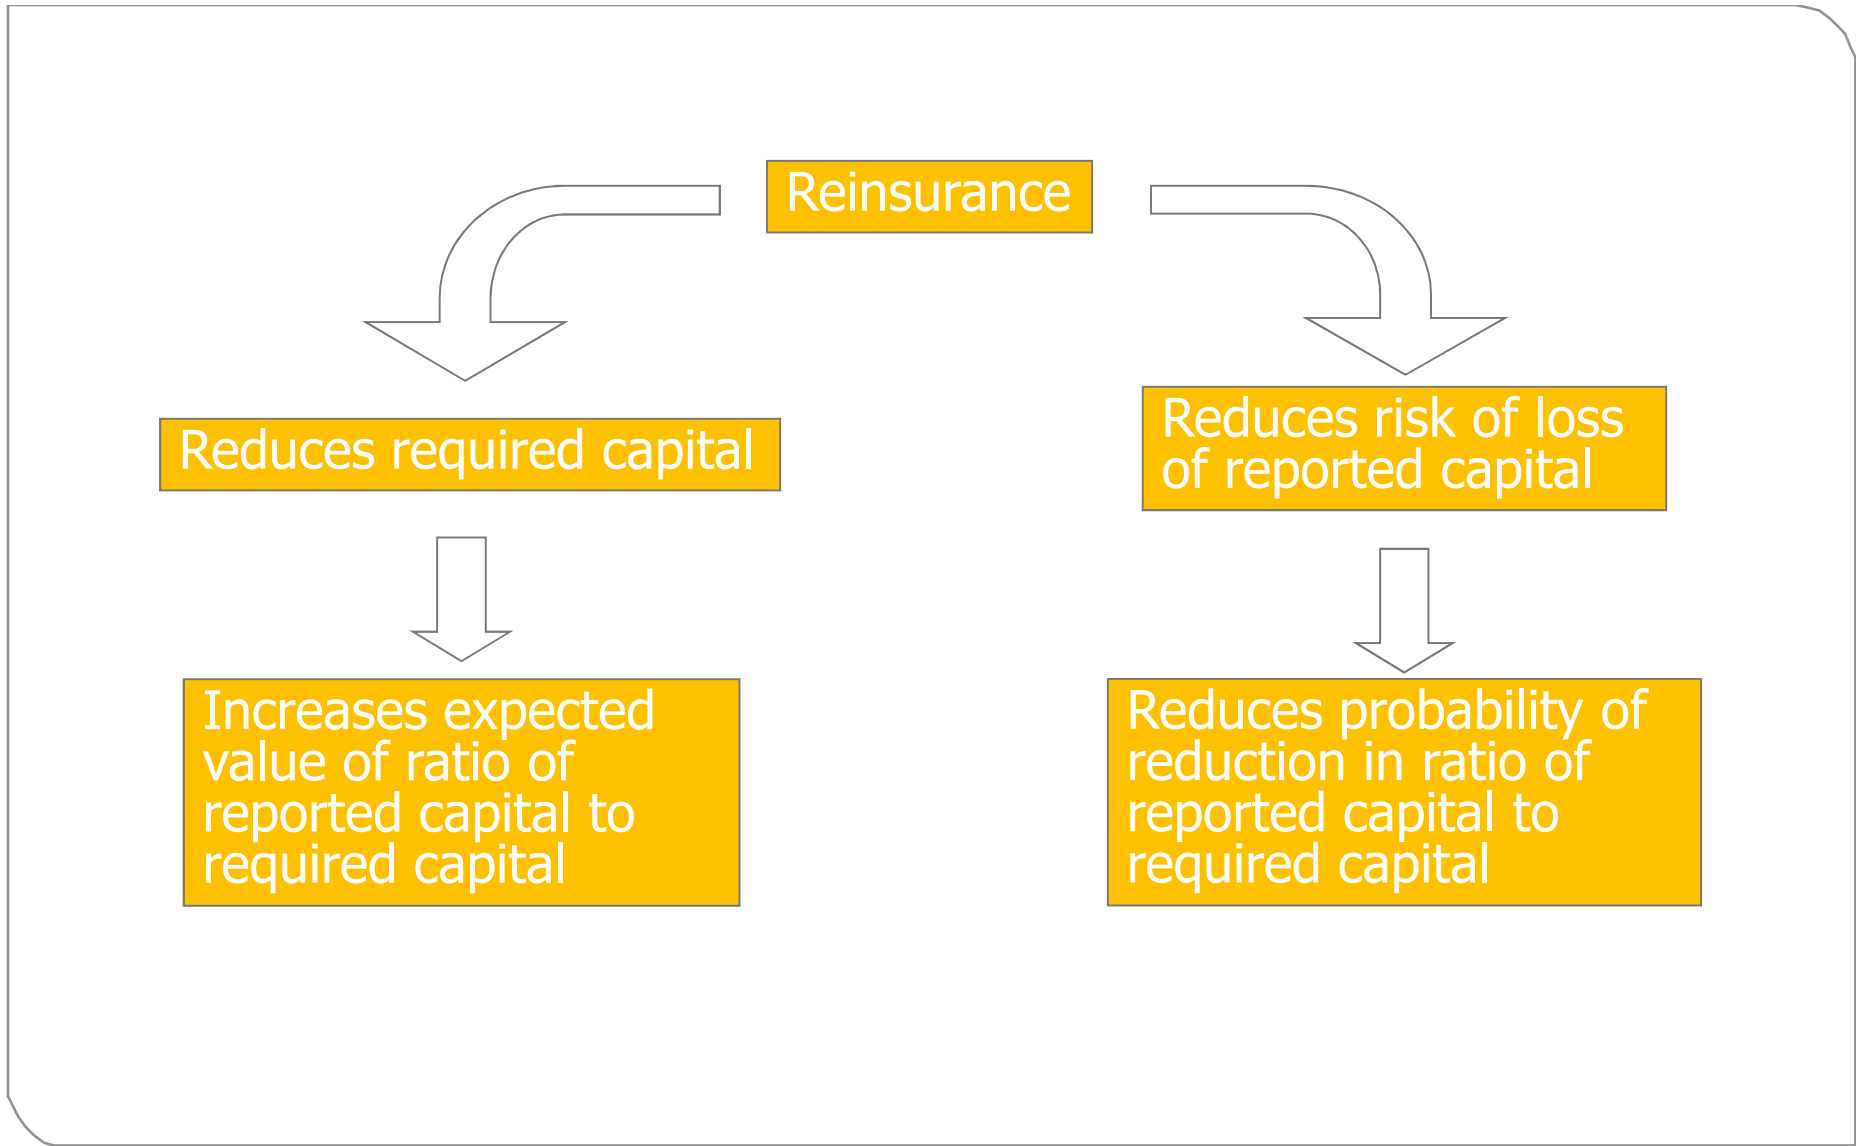 Reinsurance
Reduces required capital
Reduces risk of loss
of reported capital
Increases expected
value of ratio of
reported capital to
required capital
Reduces probability of
reduction in ratio of
reported capital to
required capital